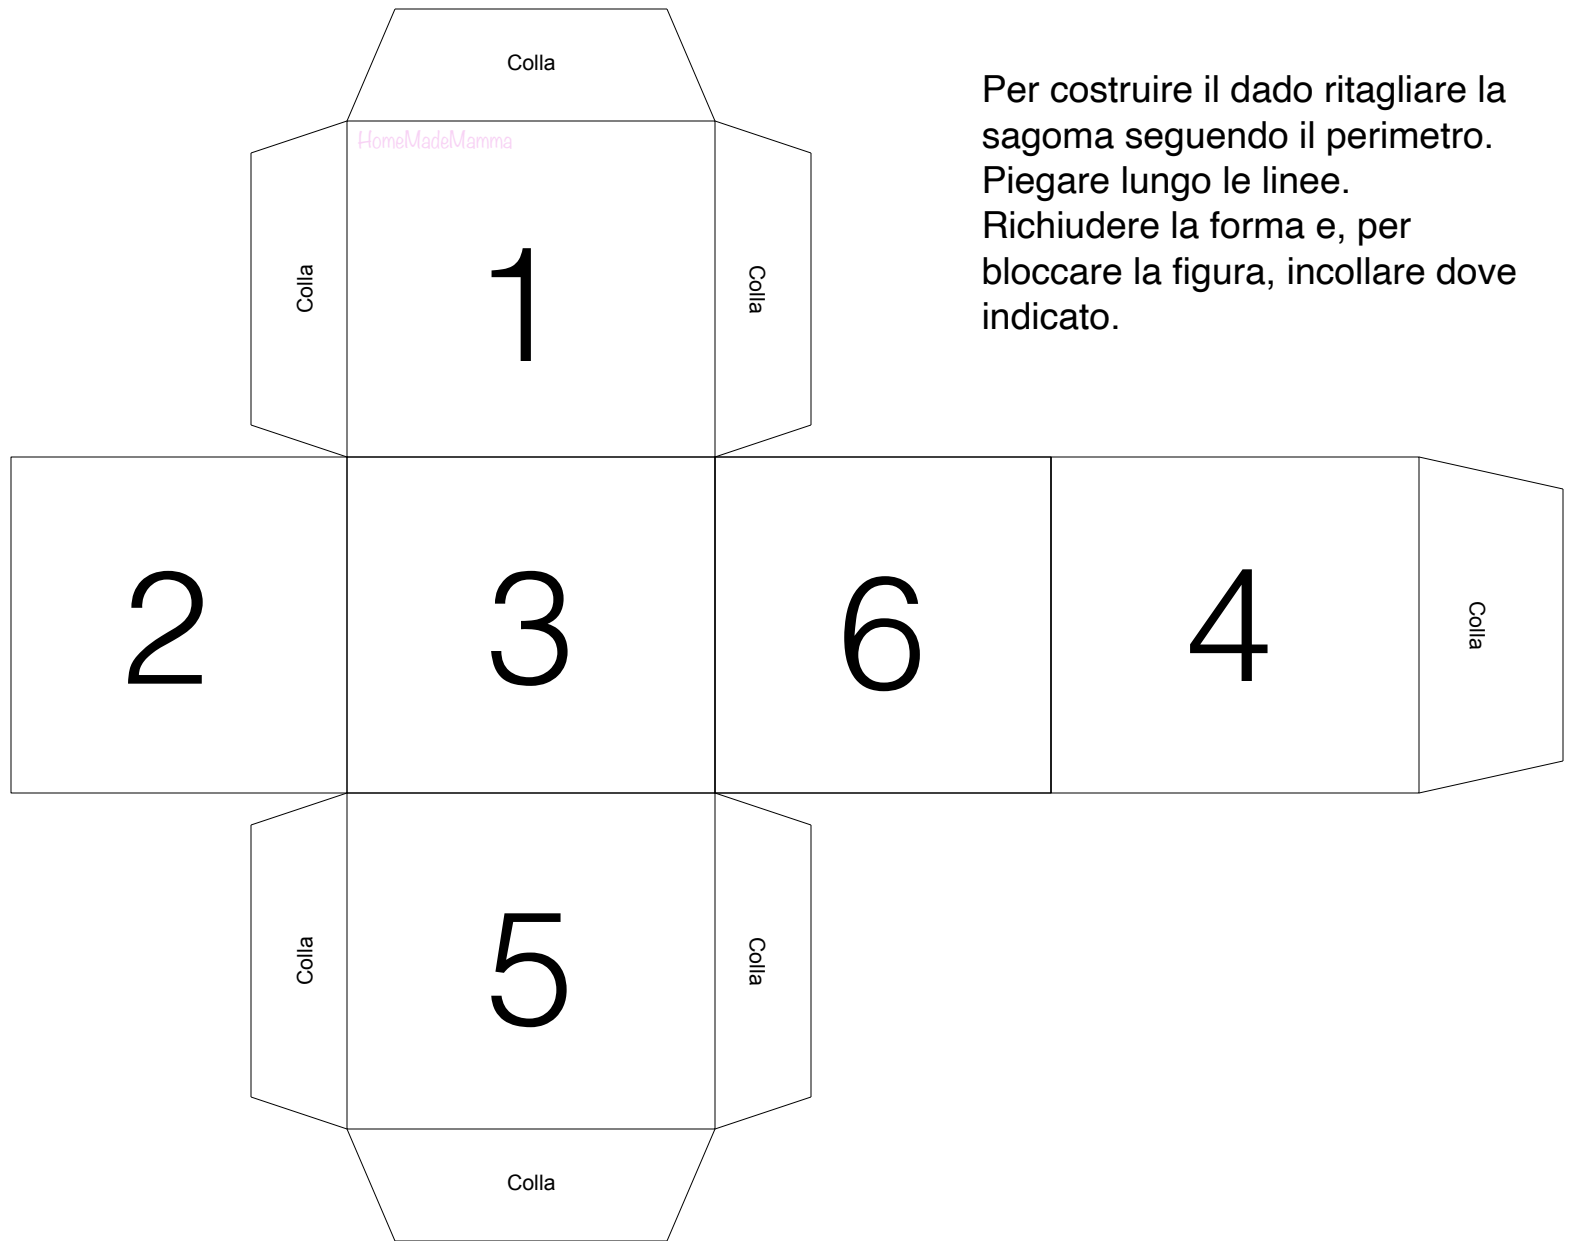 Colla
Per costruire il dado ritagliare la
sagoma seguendo il perimetro.
Piegare lungo le linee.
Richiudere la forma e, per
bloccare la figura, incollare dove
indicato.
HomeMadeMamma
Colla
1
Colla
2
3
6
4
Colla
Colla
5
Colla
Colla